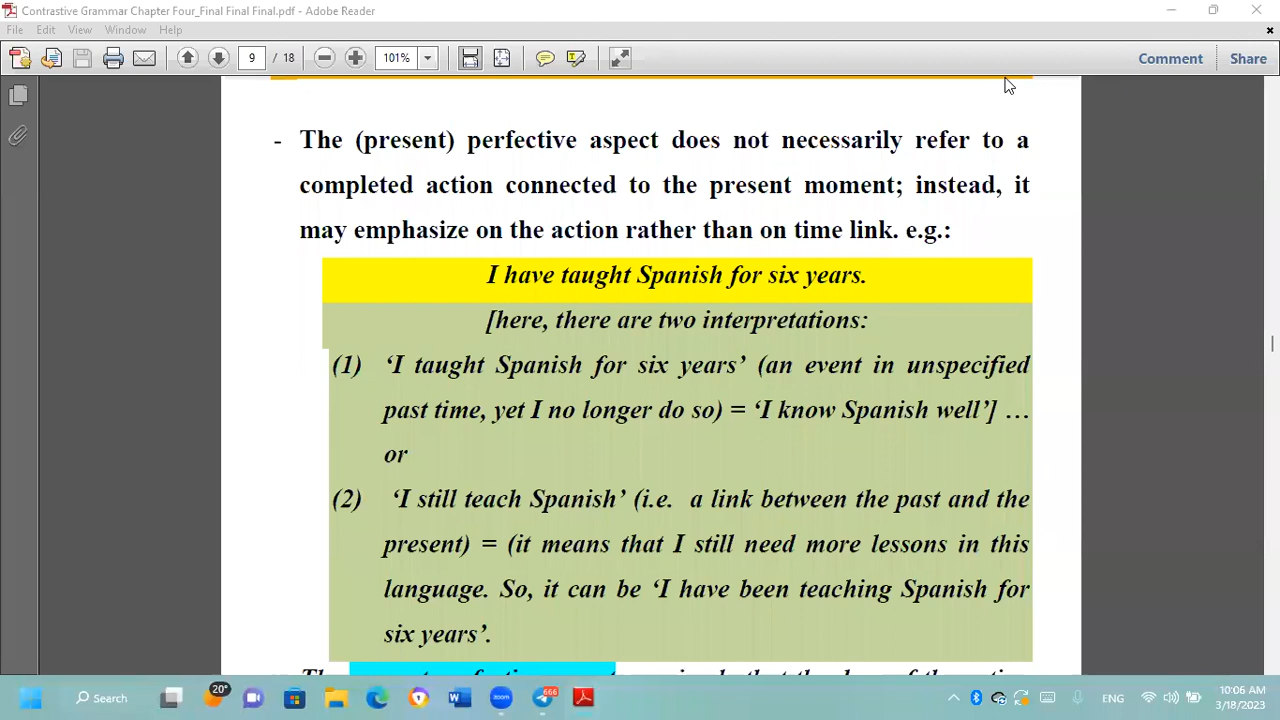 Contrastive Grammar Chapter Four_Final Final Final.pdf - Adobe Reader
File Edit View Window Help
9 / 18 101% Comment Share
- The (present) perfective aspect does not necessarily refer to a
completed action connected to the present moment; instead, it
may emphasize on the action rather than on time link. e.g.:
I have taught Spanish for six years.
[here, there are two interpretations:
(1) ‘I taught Spanish for six years’ (an event in unspecified
past time, yet I no longer do so) = ‘I know Spanish well’] …
or
(2) ‘I still teach Spanish’ (i.e. a link between the past and the
present) = (it means that I still need more lessons in this
language. So, it can be ‘I have been teaching Spanish for
six years’.
Search 20° zoom 666 ENG 10:06 AM
3/18/2023